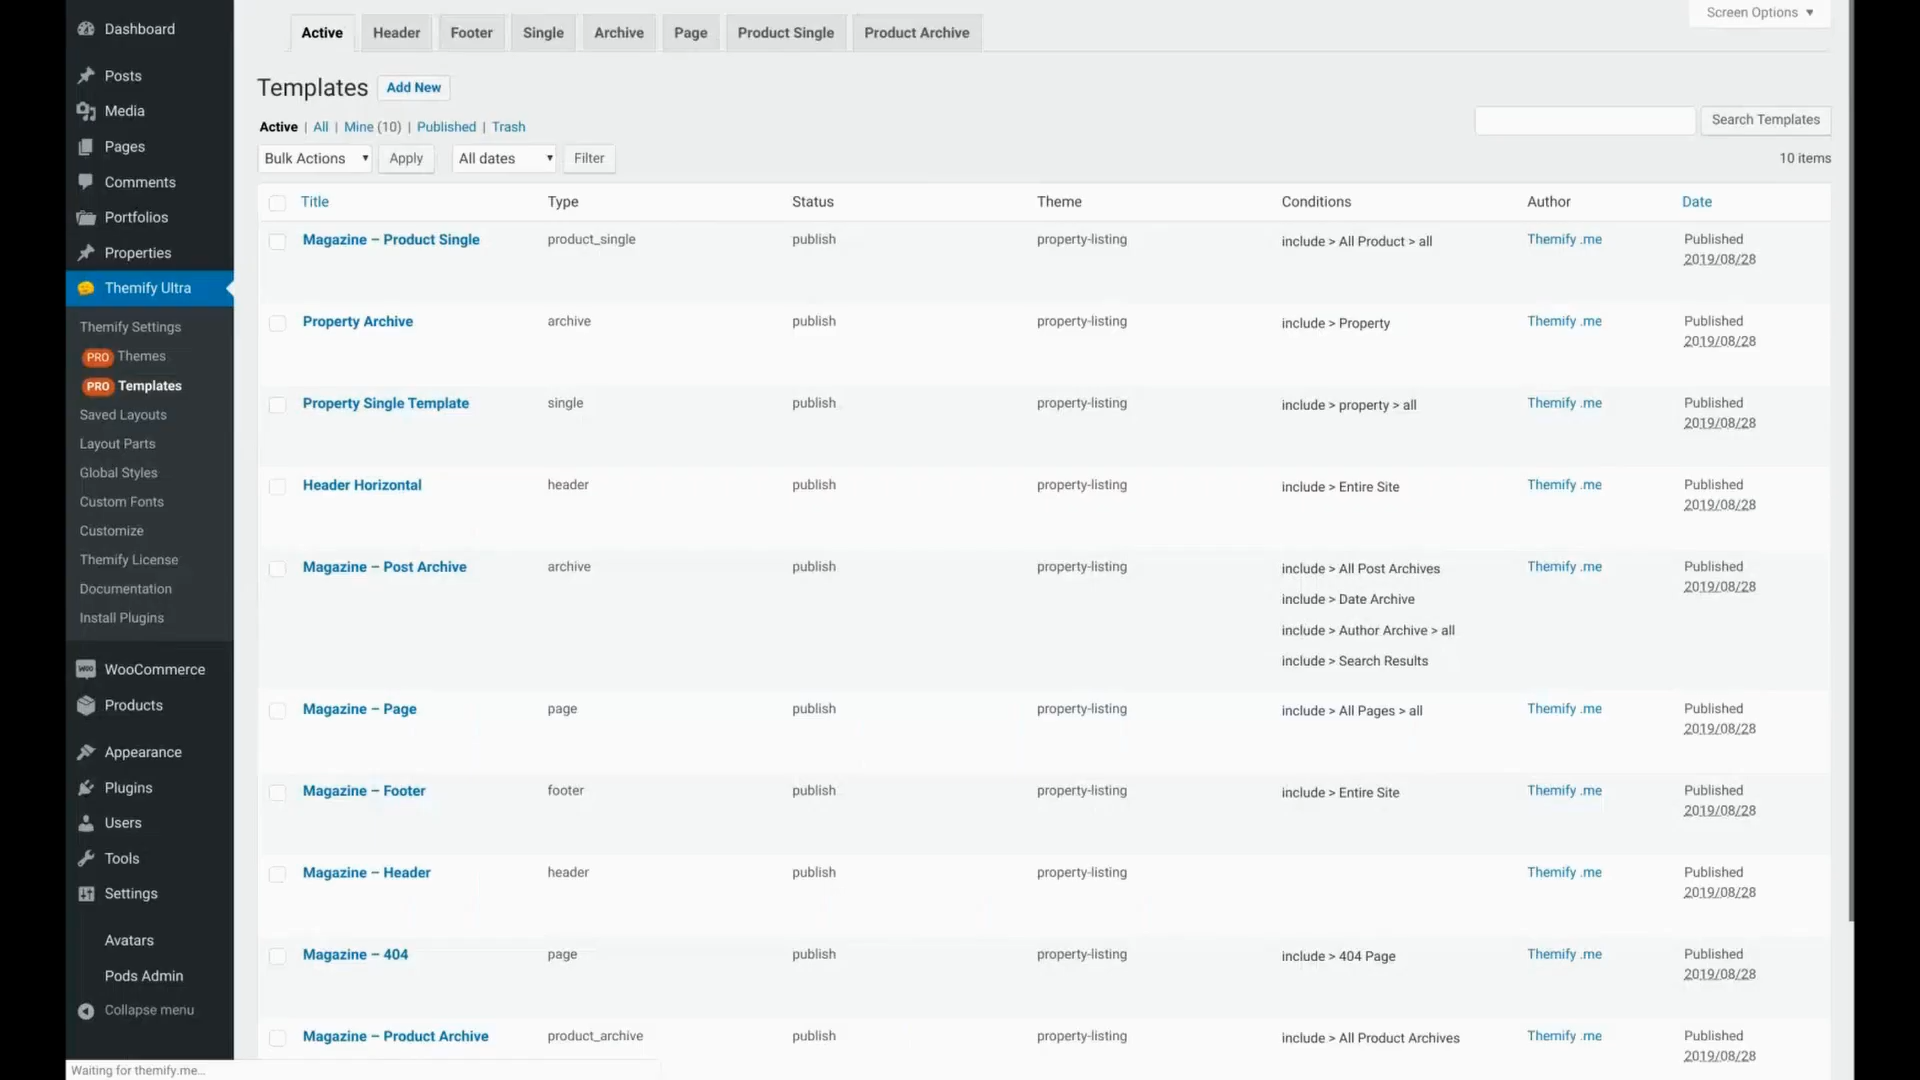 Dashboard
Posts
Media
Pages
Comments
Portfolios
Properties
Themify Ultra
Themify Settings
PRO Themes
PRO Templates
Saved Layouts
Layout Parts
Global Styles
Custom Fonts
Customize
Themify License
Documentation
Install Plugins
WOO WooCommerce
Products
Appearance
Plugins
Users
Tools
Settings
Avatars
Pods Admin
Collapse menu
Waiting for themify.me...
Screen Options ▼
Active Header Footer Single Archive Page Product Single Product Archive
Templates Add New
Active | All | Mine (10) | Published | Trash
Search Templates
Bulk Actions Apply All dates Filter 10 items
Title Type Status Theme Conditions Author Date
Magazine – Product Single product_single publish property-listing include > All Product > all Themify .me Published
2019/08/28
Property Archive archive publish property-listing include > Property Themify .me Published
2019/08/28
Property Single Template single publish property-listing include > property > all Themify .me Published
2019/08/28
Header Horizontal header publish property-listing include > Entire Site Themify .me Published
2019/08/28
Magazine – Post Archive archive publish property-listing include > All Post Archives Themify .me Published
2019/08/28
include > Date Archive
include > Author Archive > all
include > Search Results
Magazine – Page page publish property-listing include > All Pages > all Themify .me Published
2019/08/28
Magazine – Footer footer publish property-listing include > Entire Site Themify .me Published
2019/08/28
Magazine – Header header publish property-listing Themify .me Published
2019/08/28
Magazine – 404 page publish property-listing include > 404 Page Themify .me Published
2019/08/28
Magazine – Product Archive product_archive publish property-listing include > All Product Archives Themify .me Published
2019/08/28